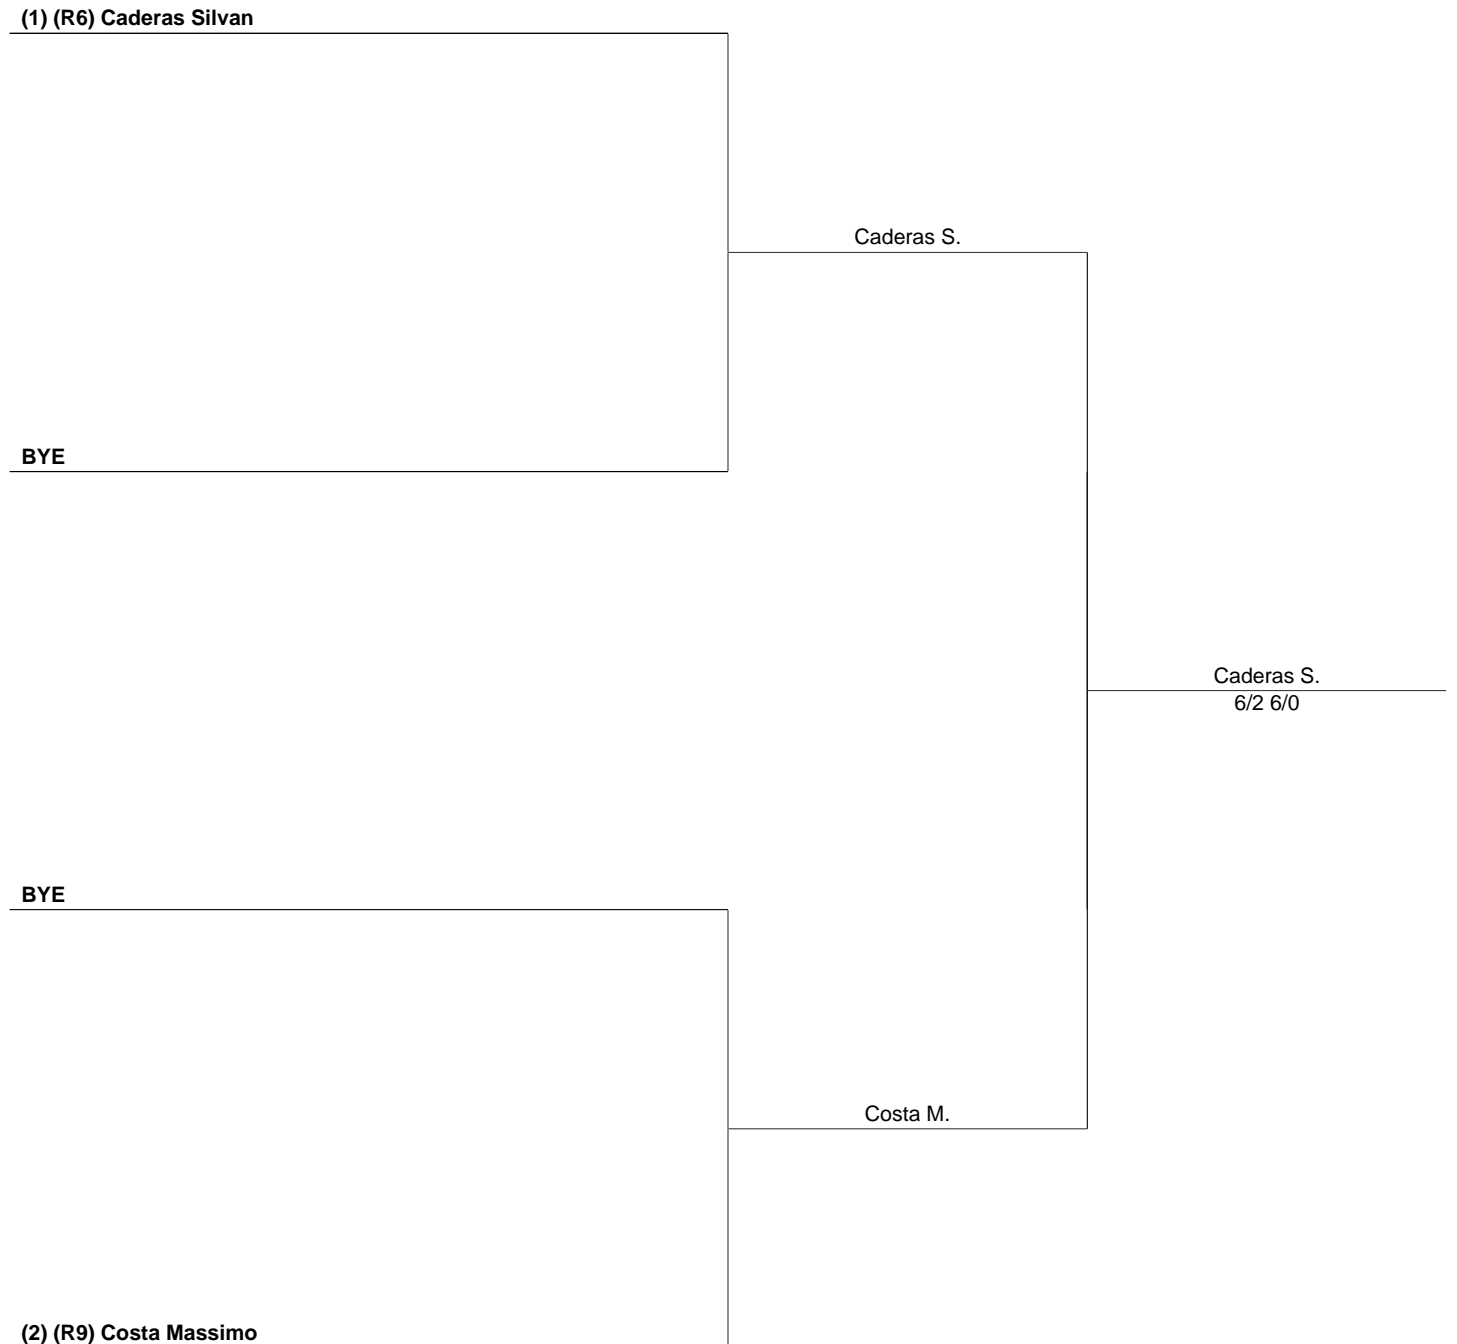 (1) (R6) Caderas Silvan
Caderas S.
BYE
Caderas S.
6/2 6/0
BYE
Costa M.
(2) (R9) Costa Massimo